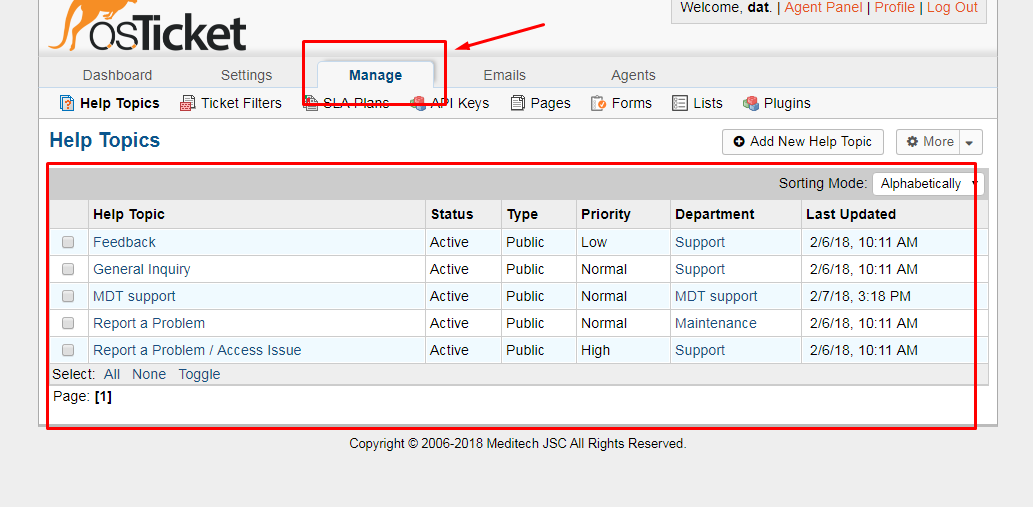 Welcome, dat. | Agent Panel | Profile | Log Out
osTicket
Dashboard Settings Manage Emails Agents
Help Topics Ticket Filters SLA Plans API Keys Pages Forms Lists Plugins
Help Topics Add New Help Topic More
Sorting Mode: Alphabetically
Help Topic Status Type Priority Department Last Updated
Feedback Active Public Low Support 2/6/18, 10:11 AM
General Inquiry Active Public Normal Support 2/6/18, 10:11 AM
MDT support Active Public Normal MDT support 2/7/18, 3:18 PM
Report a Problem Active Public Normal Maintenance 2/6/18, 10:11 AM
Report a Problem / Access Issue Active Public High Support 2/6/18, 10:11 AM
Select: All None Toggle
Page: [1]
Copyright © 2006-2018 Meditech JSC All Rights Reserved.